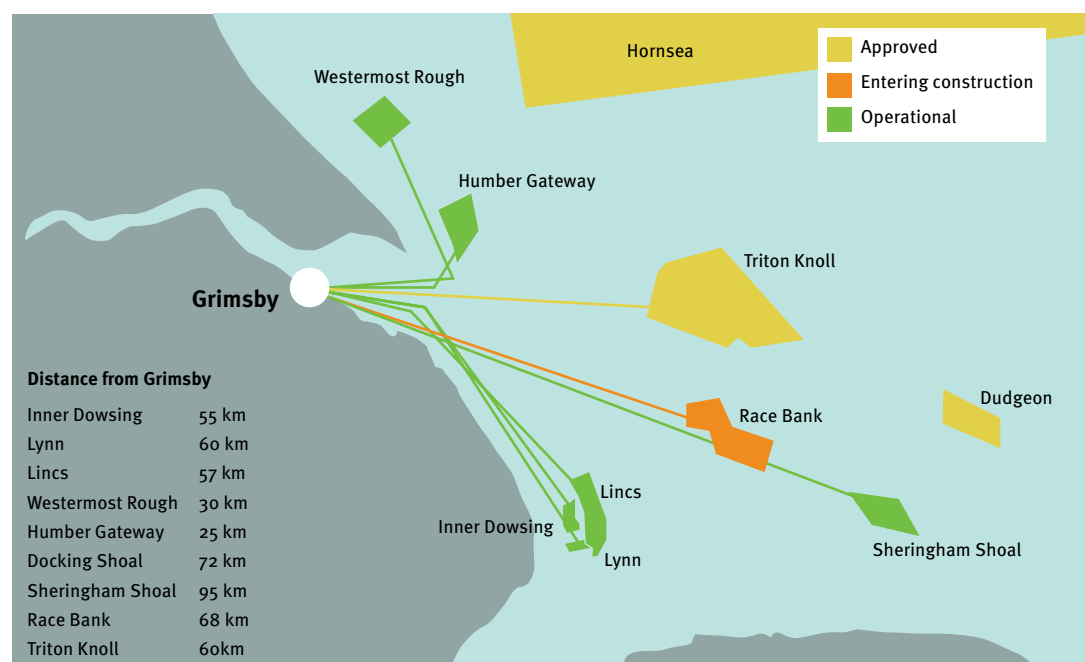 Hornsea
Approved
Entering construction
Operational
Westermost Rough
Humber Gateway
Triton Knoll
Grimsby
Distance from Grimsby
Inner Dowsing 55 km
Lynn 60 km
Lincs 57 km
Westermost Rough 30 km
Humber Gateway 25 km
Docking Shoal 72 km
Sheringham Shoal 95 km
Race Bank 68 km
Triton Knoll 60km
Dudgeon
Race Bank
Lincs
Inner Dowsing
Lynn
Sheringham Shoal